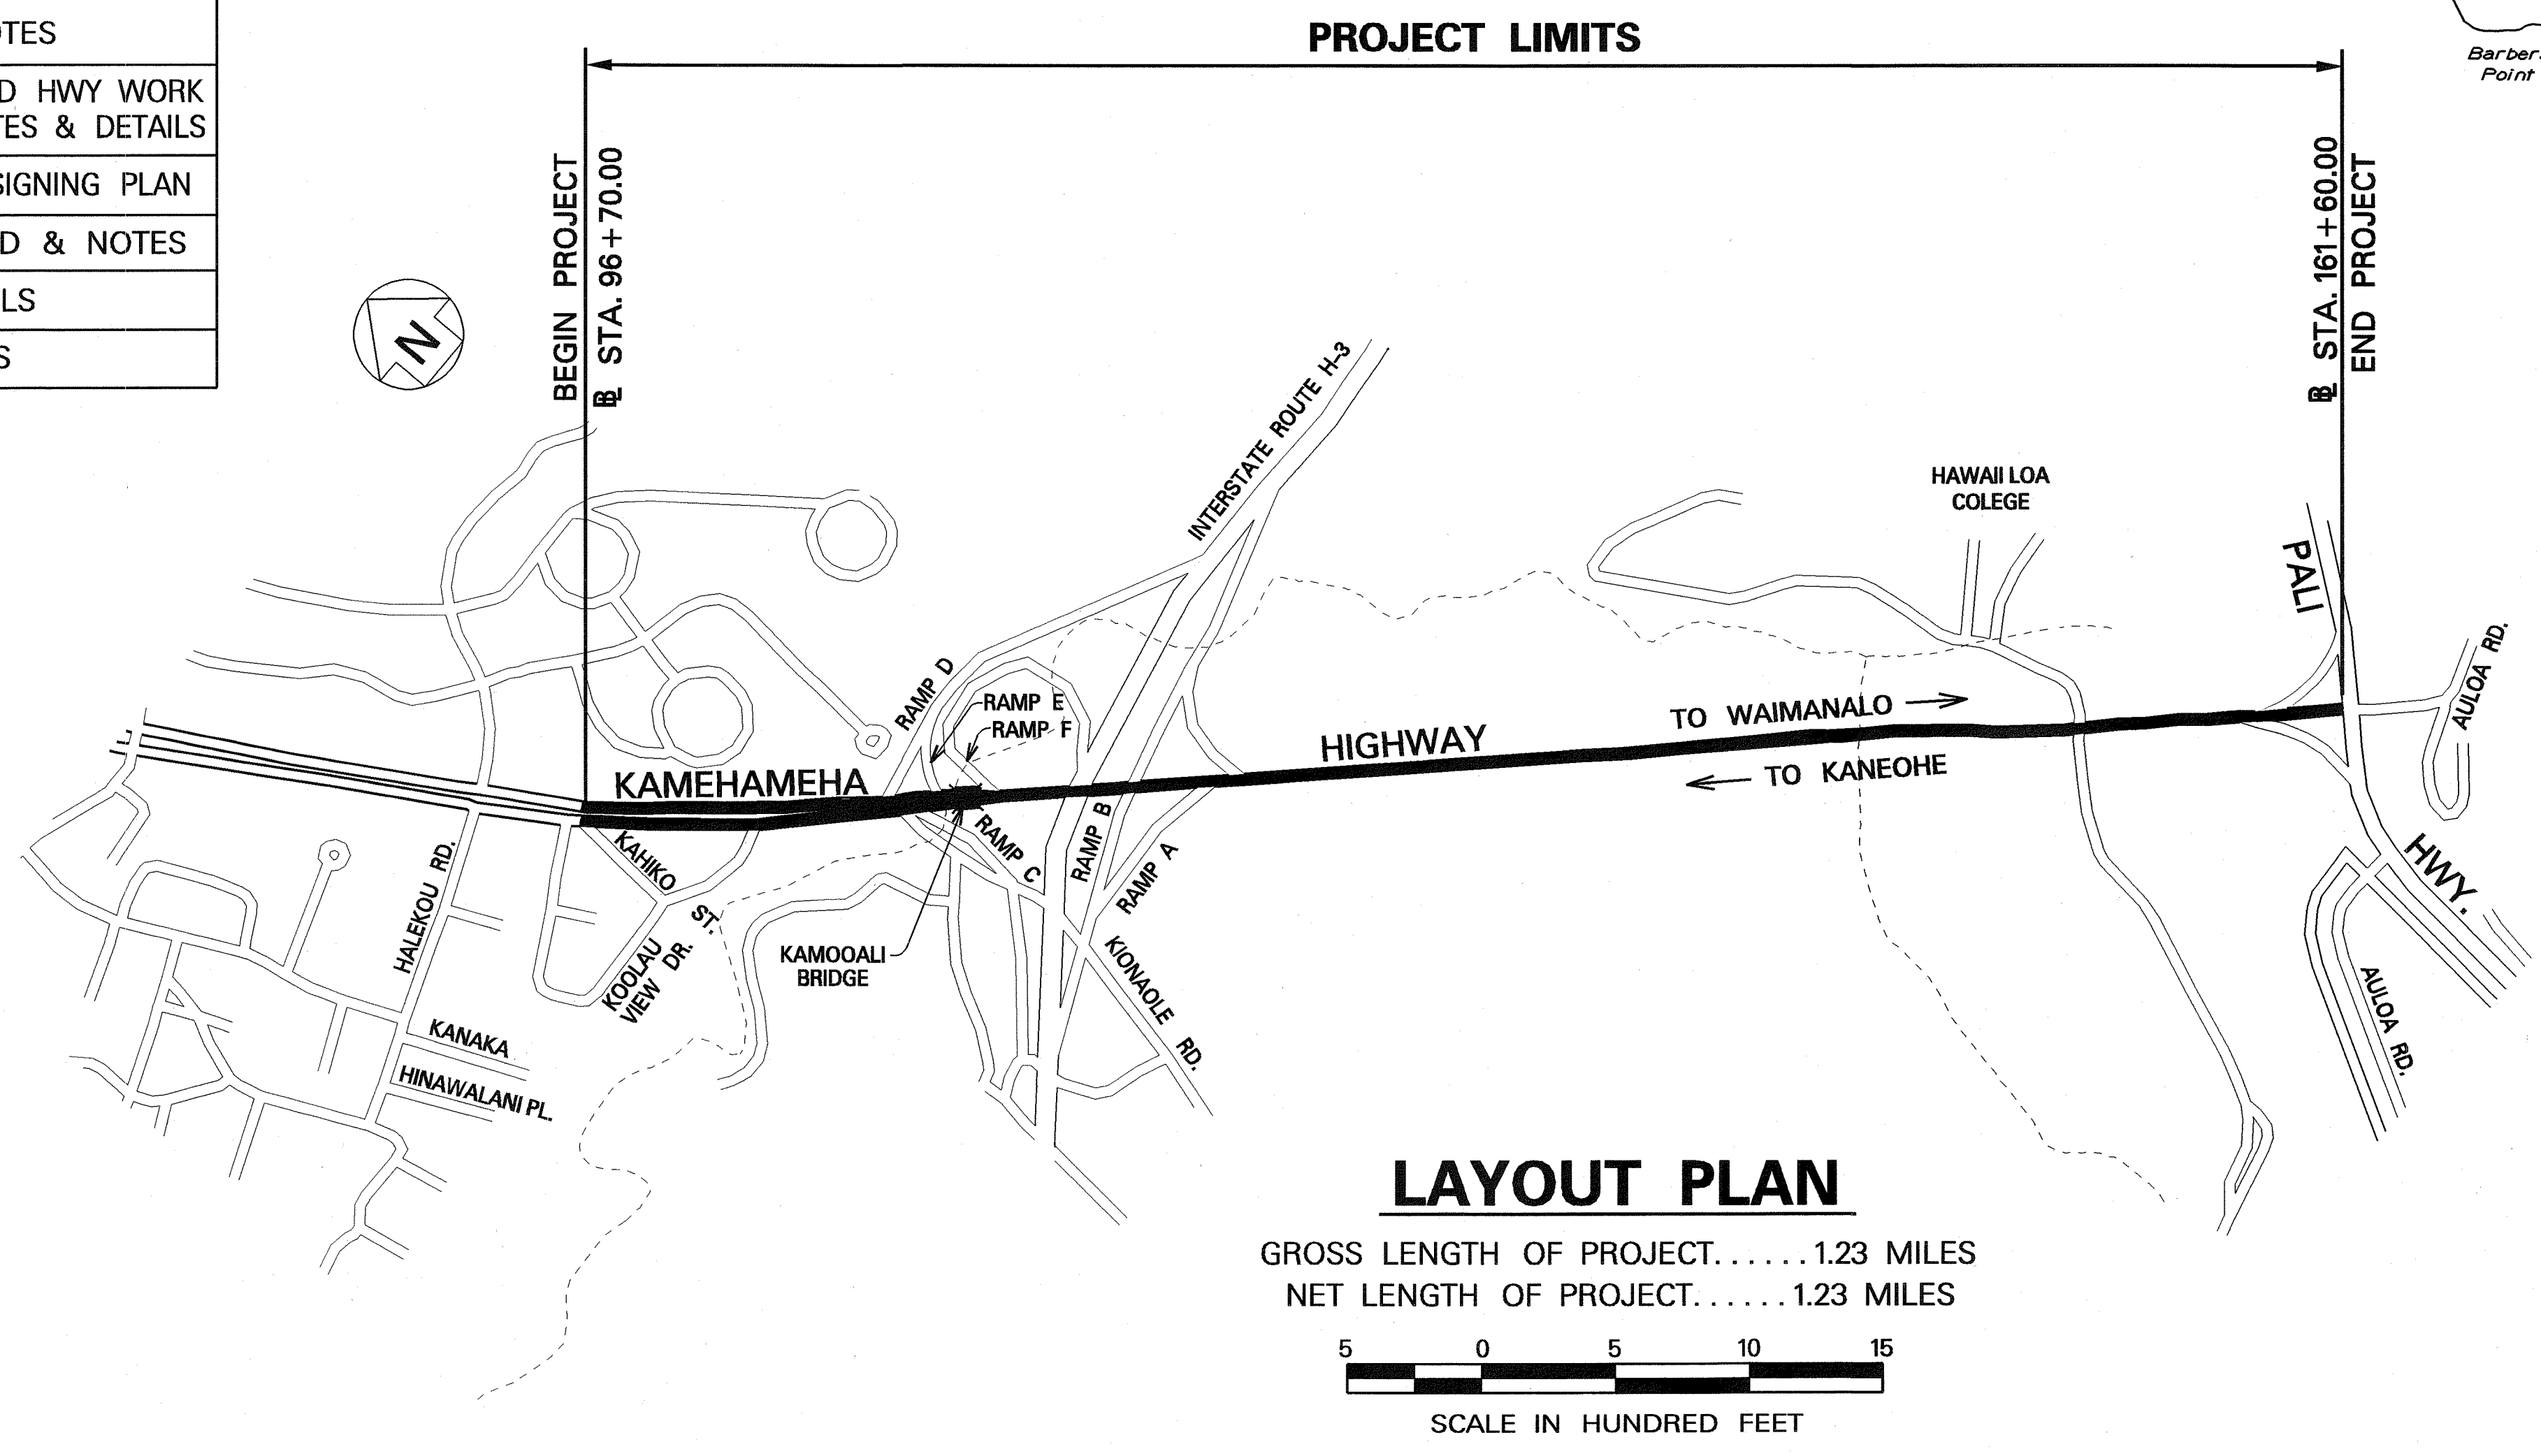 OTES
D HWY WORK
TES & DETAILS
SIGNING PLAN
D & NOTES
LS
S
PROJECT LIMITS
Barbers
Point
BEGIN PROJECT
BL STA. 96+70.00
BL STA. 161+60.00
END PROJECT
N
INTERSTATE ROUTE H-3
HAWAII LOA
COLEGE
PALI
HWY.
AULOA RD.
RAMP D
RAMP E
RAMP F
KAMEHAMEHA
HIGHWAY
TO WAIMANALO
TO KANEOHE
RAMP C
RAMP B
RAMP A
KAHIKO ST.
HALEKOU RD.
KOOLAU
VIEW DR.
KAMOOALI
BRIDGE
KIONAOLE RD.
AULOA RD.
KANAKA
HINAWALANI PL.
LAYOUT PLAN
GROSS LENGTH OF PROJECT......1.23 MILES
NET LENGTH OF PROJECT......1.23 MILES
5 0 5 10 15
SCALE IN HUNDRED FEET